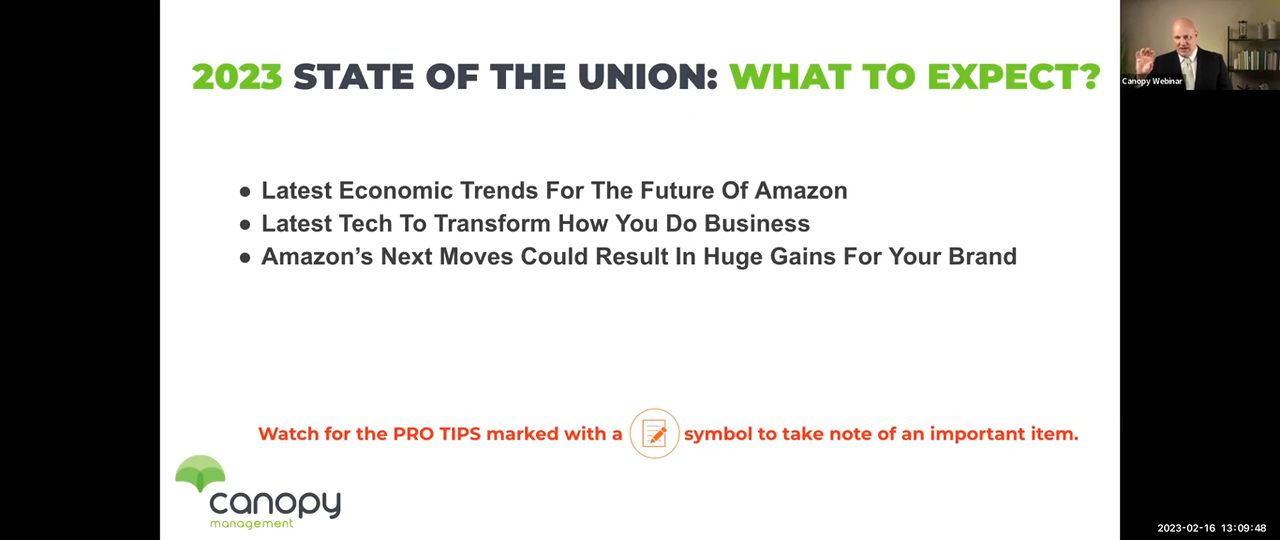 2023 STATE OF THE UNION: WHAT TO EXPECT?
Canopy Webinar
● Latest Economic Trends For The Future Of Amazon
● Latest Tech To Transform How You Do Business
● Amazon’s Next Moves Could Result In Huge Gains For Your Brand
Watch for the PRO TIPS marked with a symbol to take note of an important item.
canopy
management
2023-02-16 13:09:48